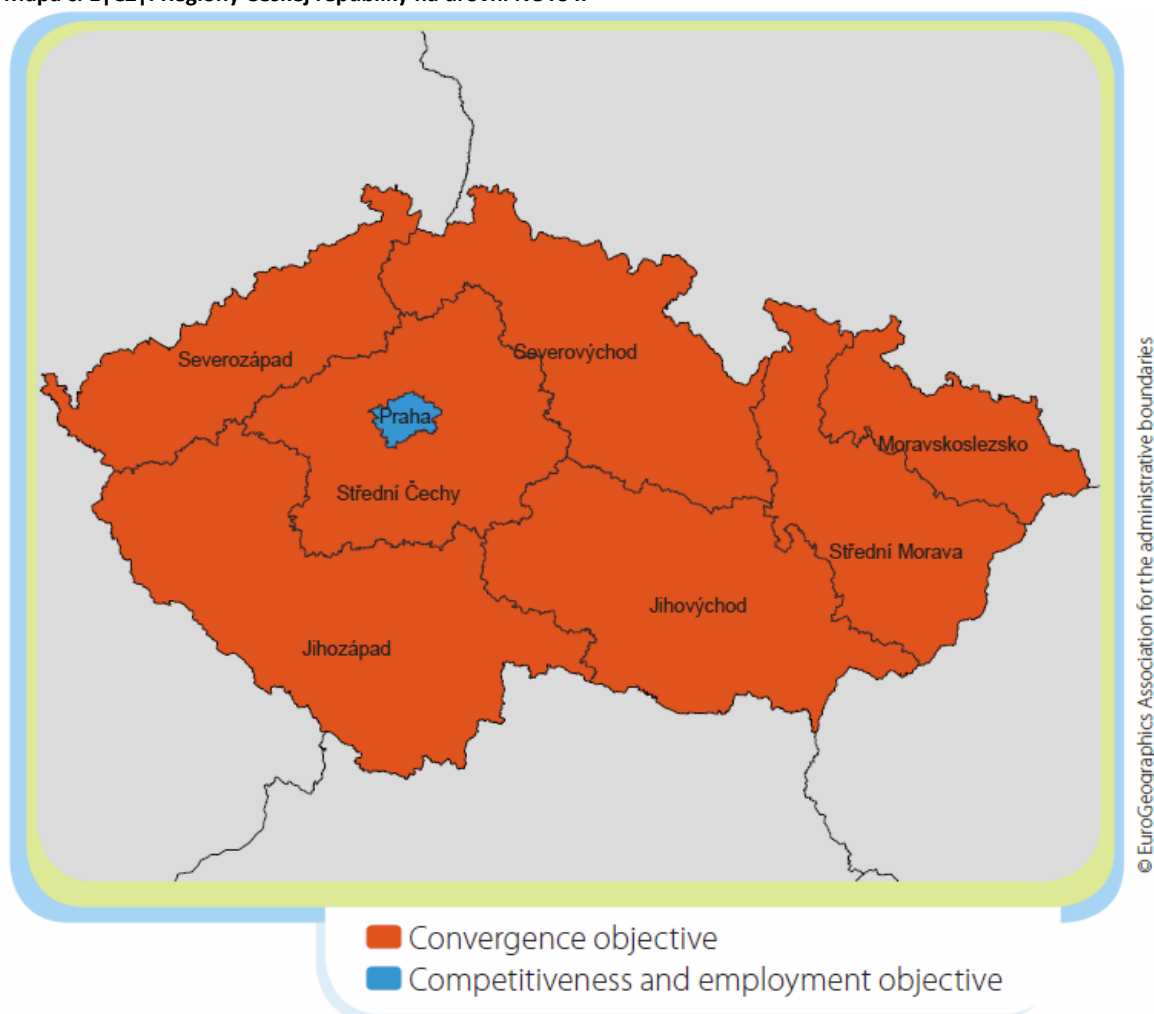 Severozápad
Severovýchod
Praha
Moravskoslezsko
Střední Čechy
Střední Morava
Jihovýchod
Jihozápad
© EuroGeographics Association for the administrative boundaries
Convergence objective
Competitiveness and employment objective